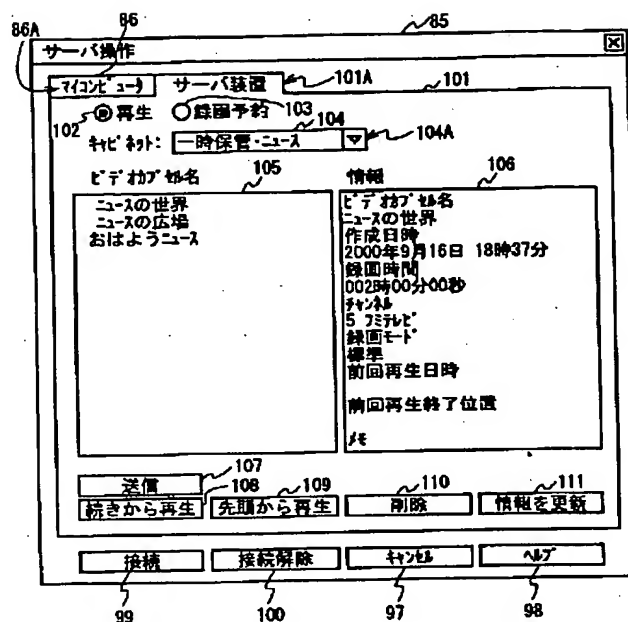 86A 86 85
サーバ操作
マイコンピュータ サーバ装置 101A 101
102 再生 録画予約 103
104
キャビネット: 一時保管・ニュース 104A
ビデオカプセル名 105 情報 106
ニュースの世界
ニュースの広場
おはようニュース
ビデオカプセル名
ニュースの世界
作成日時
2000年9月16日 18時37分
録画時間
002時00分00秒
チャンネル
5 フミテレビ
録画モード
標準
前回再生日時
前回再生終了位置
メモ
送信 107
108 109 110 111
続きから再生 先頭から再生 削除 情報を更新
接続 接続解除 キャンセル ヘルプ
99 100 97 98